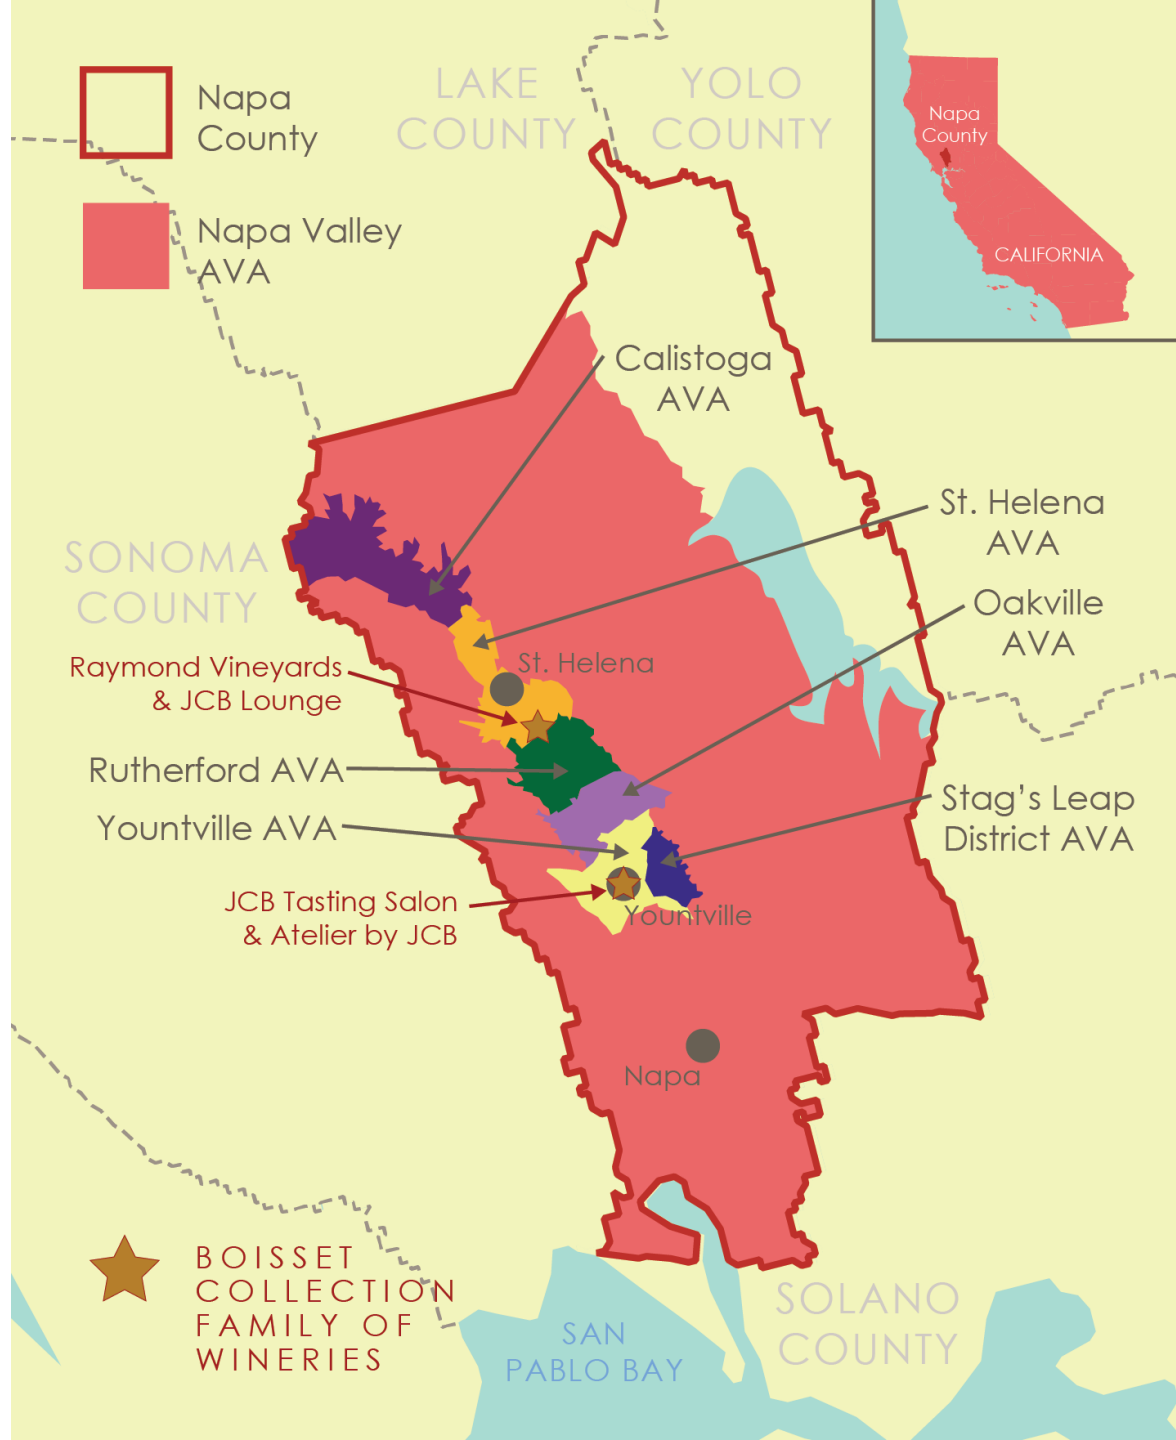 Napa
County
Napa Valley
AVA
LAKE
COUNTY
YOLO
COUNTY
Napa
County
CALIFORNIA
Calistoga
AVA
St. Helena
AVA
SONOMA
COUNTY
Oakville
AVA
St. Helena
Raymond Vineyards
& JCB Lounge
Rutherford AVA
Yountville AVA
Stag’s Leap
District AVA
JCB Tasting Salon
& Atelier by JCB
Yountville
Napa
BOISSET
COLLECTION
FAMILY OF
WINERIES
SAN
PABLO BAY
SOLANO
COUNTY